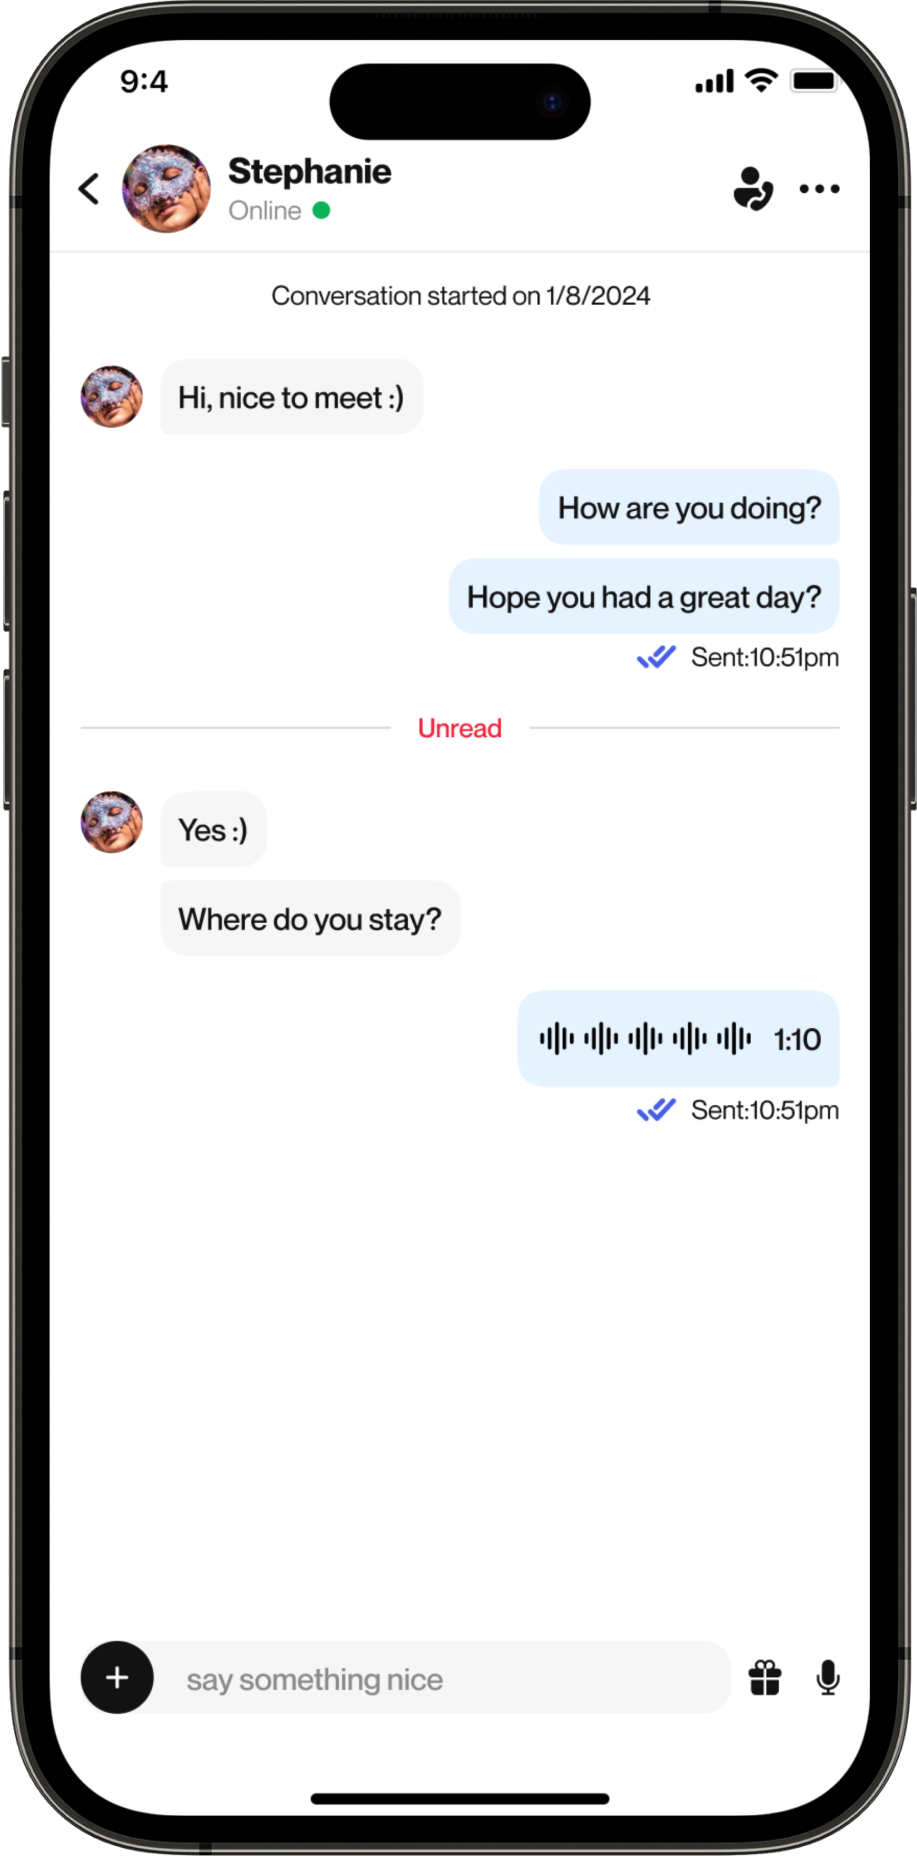 9:4
Stephanie
Online
Conversation started on 1/8/2024
Hi, nice to meet :)
How are you doing?
Hope you had a great day?
Sent:10:51pm
Unread
Yes :)
Where do you stay?
1:10
Sent:10:51pm
say something nice